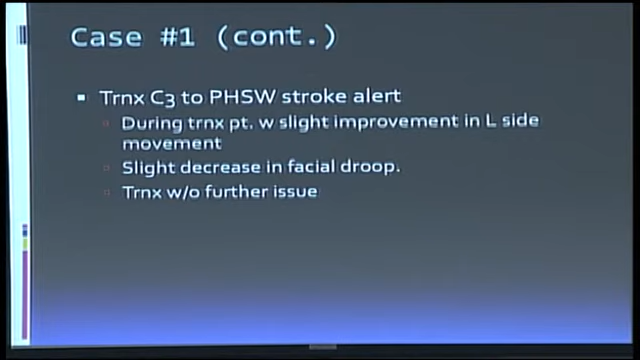 Case #1 (cont.)
Trnx C3 to PHSW stroke alert
During trnx pt. w slight improvement in L side
movement
Slight decrease in facial droop.
Trnx w/o further issue